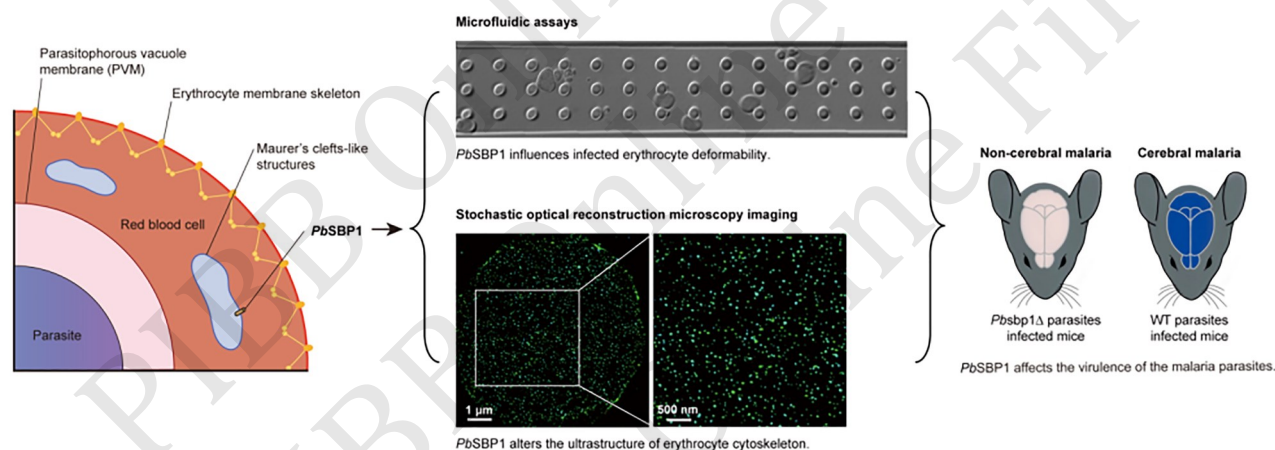 Parasitophorous vacuole
membrane (PVM)
Erythrocyte membrane skeleton
Maurer's clefts-like
structures
Red blood cell
PbSBP1
Parasite
Microfluidic assays
PbSBP1 influences infected erythrocyte deformability.
Stochastic optical reconstruction microscopy imaging
1 μm
500 nm
PbSBP1 alters the ultrastructure of erythrocyte cytoskeleton.
Non-cerebral malaria
Cerebral malaria
Pbsbp1Δ parasites
infected mice
WT parasites
infected mice
PbSBP1 affects the virulence of the malaria parasites.